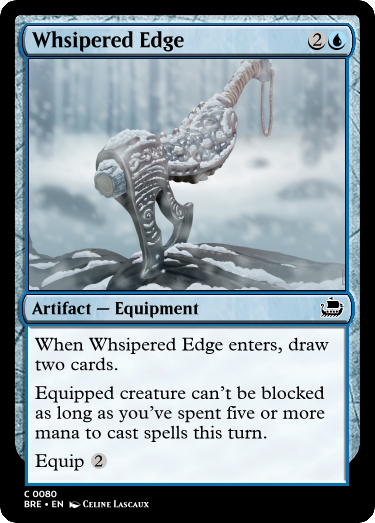 Whsipered Edge 2
Artifact — Equipment
When Whsipered Edge enters, draw
two cards.
Equipped creature can't be blocked
as long as you've spent five or more
mana to cast spells this turn.
Equip 2
C 0080
BRE • EN Celine Lascaux